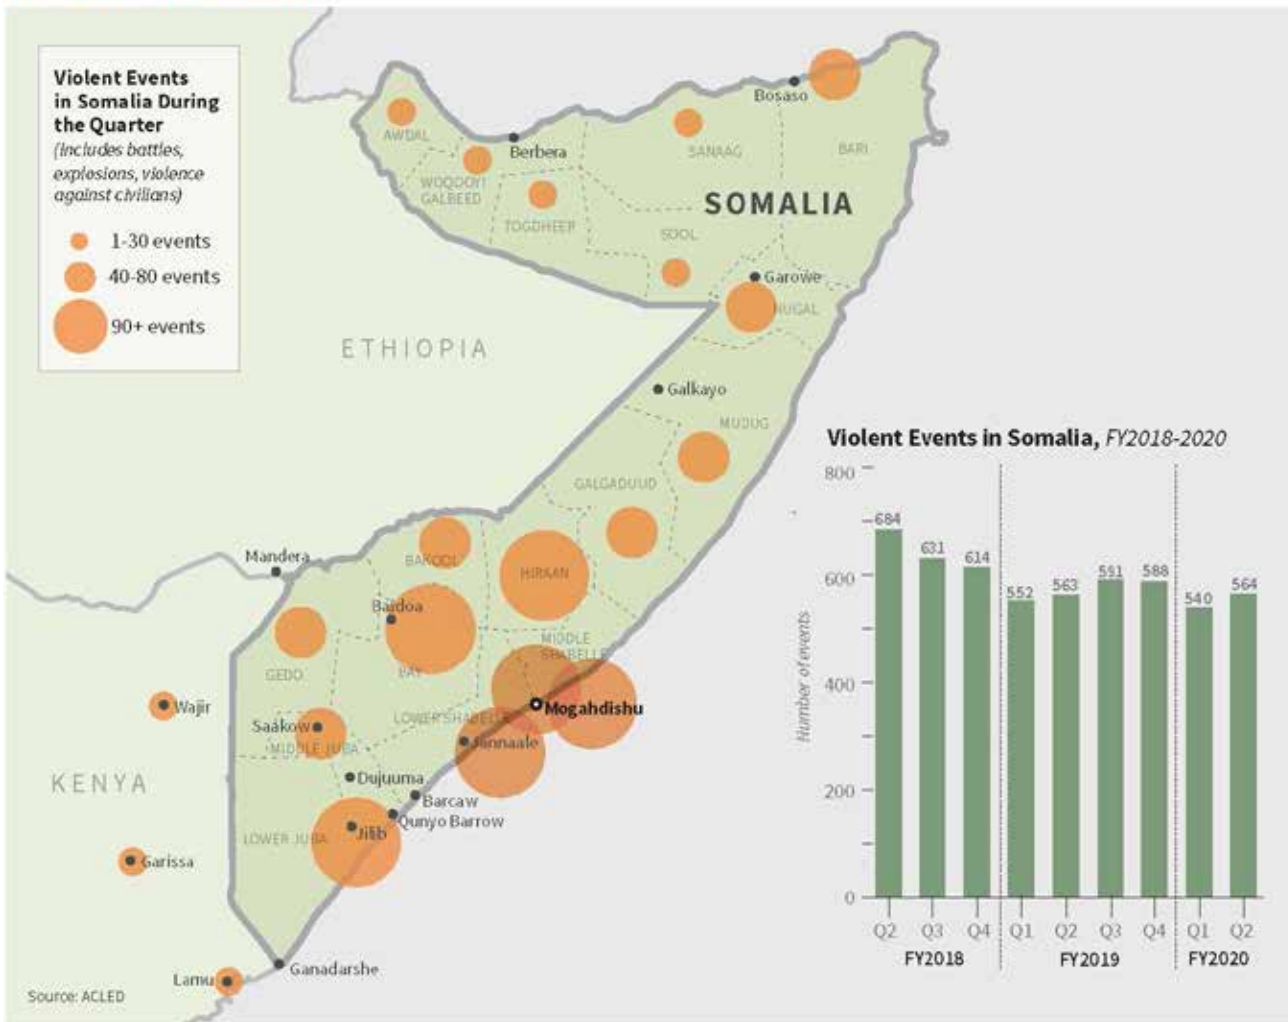 Violent Events
in Somalia During
the Quarter
(includes battles,
explosions, violence
against civilians)
1-30 events
40-80 events
90+ events
Bosaso
AWDAL
Berbera
SANAAG
BARI
WOQOOYI
GALBEED
SOMALIA
TOGDHEER
SOOL
Garowe
NUGAL
ETHIOPIA
Galkayo
MUDUG
GALGADUUD
Mandera
BAKOOL
HIRAAN
Baidoa
MIDDLE
SHABELLE
GEDO
BAY
Wajir
LOWER SHABELLE
Mogahdishu
Saakow
MIDDLE JUBA
Jannaale
KENYA
Dujuuma
Barcaw
Qunyo Barrow
LOWER JUBA
Jilib
Garissa
Ganadarshe
Lamu
Source: ACLED
Violent Events in Somalia, FY2018-2020
Number of events
800
600
400
200
0
684
631
614
552
563
591
588
540
564
Q2 Q3 Q4 Q1 Q2 Q3 Q4 Q1 Q2
FY2018 FY2019 FY2020